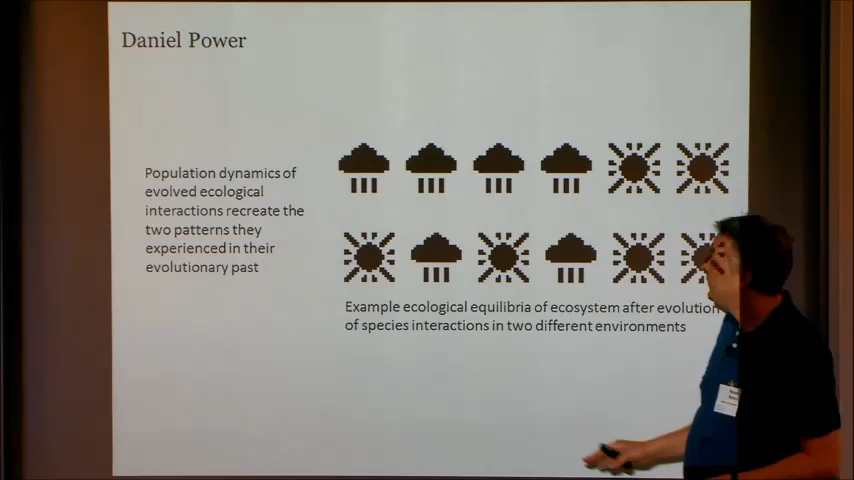 Daniel Power
Population dynamics of
evolved ecological
interactions recreate the
two patterns they
experienced in their
evolutionary past
Example ecological equilibria of ecosystem after evolution
of species interactions in two different environments